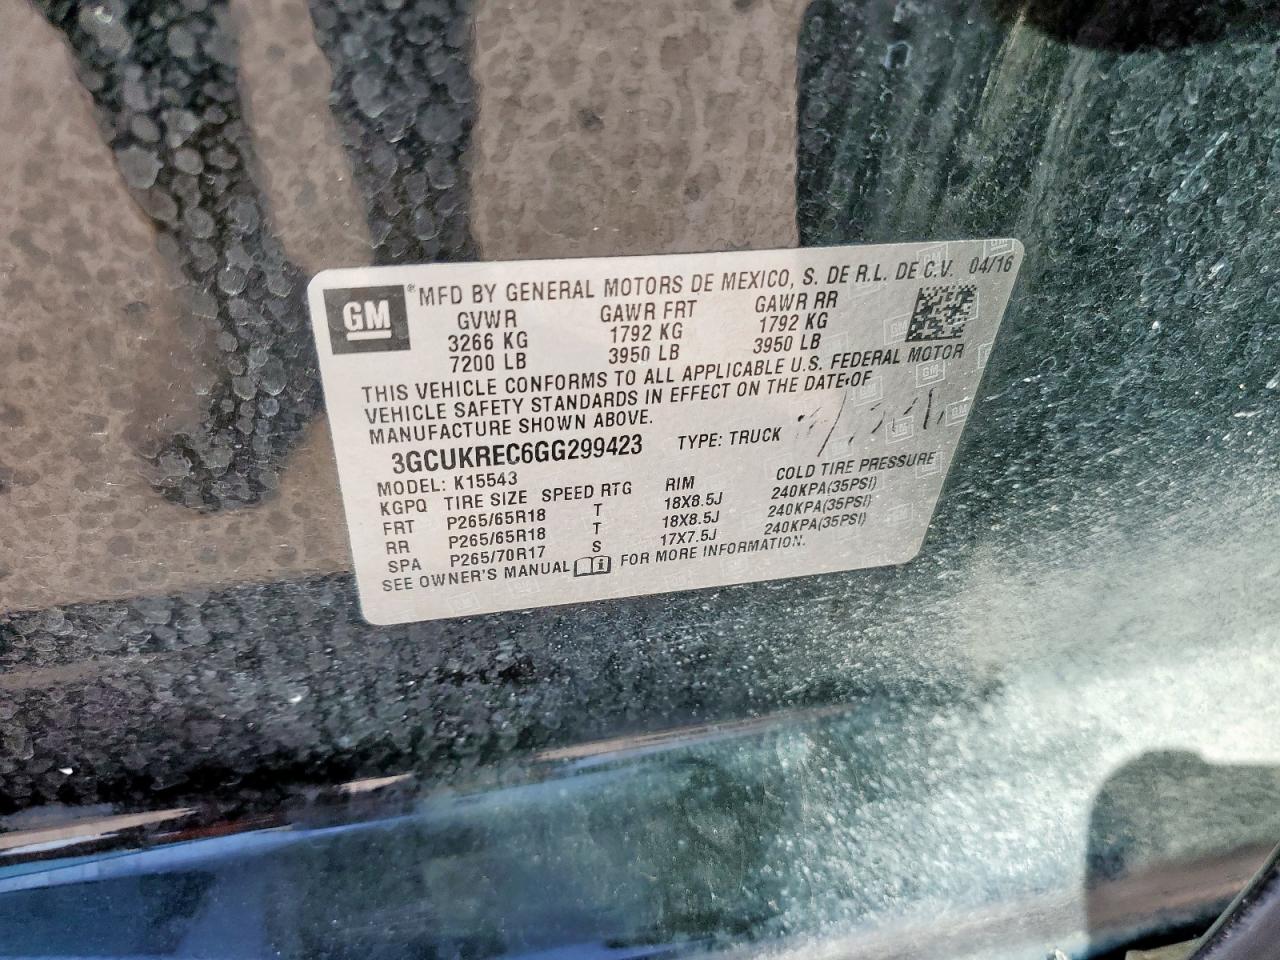 GM ® MFD BY GENERAL MOTORS DE MEXICO, S. DE R.L. DE C.V. 04/16
GVWR GAWR FRT GAWR RR
3266 KG 1792 KG 1792 KG
7200 LB 3950 LB 3950 LB
THIS VEHICLE CONFORMS TO ALL APPLICABLE U.S. FEDERAL MOTOR
VEHICLE SAFETY STANDARDS IN EFFECT ON THE DATE OF
MANUFACTURE SHOWN ABOVE.
3GCUKREC6GG299423 TYPE: TRUCK
MODEL: K15543
KGPQ TIRE SIZE SPEED RTG RIM COLD TIRE PRESSURE
FRT P265/65R18 T 18X8.5J 240KPA(35PSI)
RR P265/65R18 T 18X8.5J 240KPA(35PSI)
SPA P265/70R17 S 17X7.5J 240KPA(35PSI)
SEE OWNER'S MANUAL FOR MORE INFORMATION.